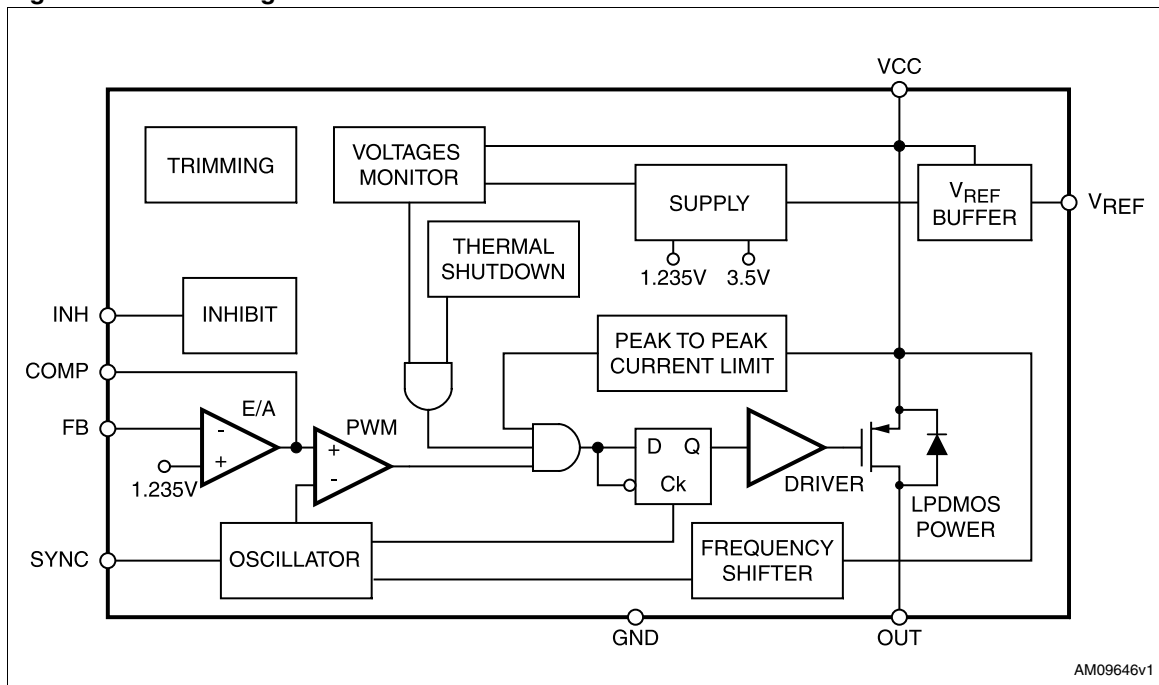 VCC
TRIMMING
VOLTAGES
MONITOR
SUPPLY
VREF
BUFFER
VREF
THERMAL
SHUTDOWN
1.235V
3.5V
INH
INHIBIT
PEAK TO PEAK
CURRENT LIMIT
COMP
E/A
FB
-
+
1.235V
PWM
+
-
D Q
Ck
DRIVER
LPDMOS
POWER
SYNC
OSCILLATOR
FREQUENCY
SHIFTER
GND
OUT
AM09646v1